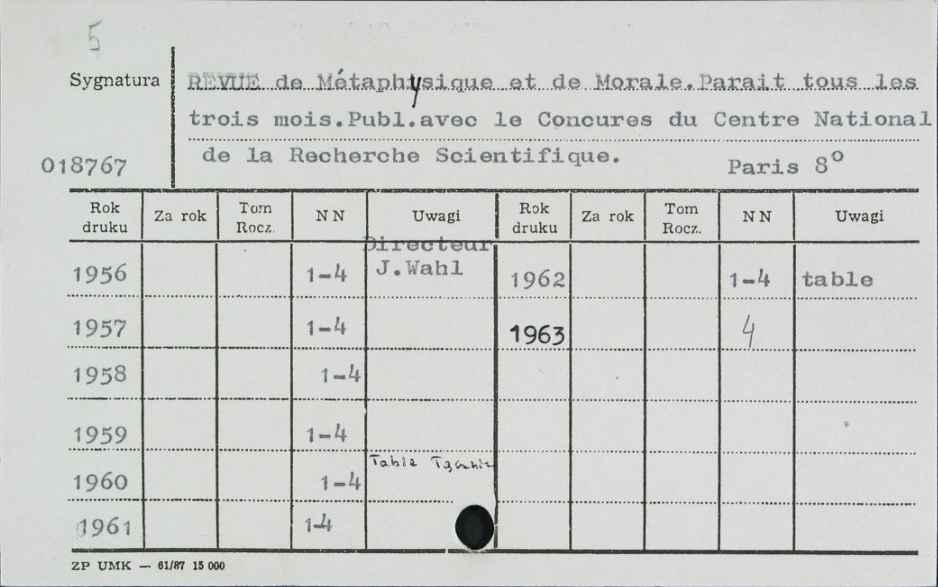 5
Sygnatura REVUE de Métaphysique et de Morale.Parait tous les
trois mois.Publ.avec le Concures du Centre National
018767 de la Recherche Scientifique. Paris 8°
Rok druku Za rok Tom Rocz. NN Uwagi Rok druku Za rok Tom Rocz. NN Uwagi
1956 1-4 Directeur J.Wahl 1962 1-4 table
1957 1-4 1963 4
1958 1-4
1959 1-4
1960 1-4 Table
1961 1-4
ZP UMK — 61/87 15 000